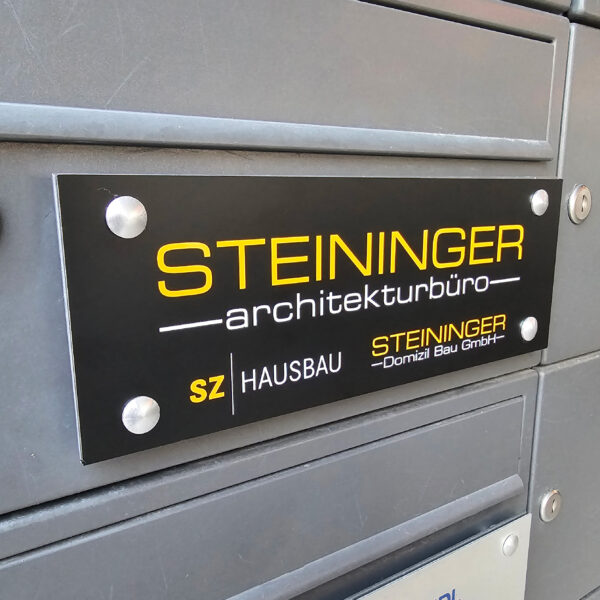 STEININGER
architekturbüro
SZ HAUSBAU
STEININGER
Domizil Bau GmbH